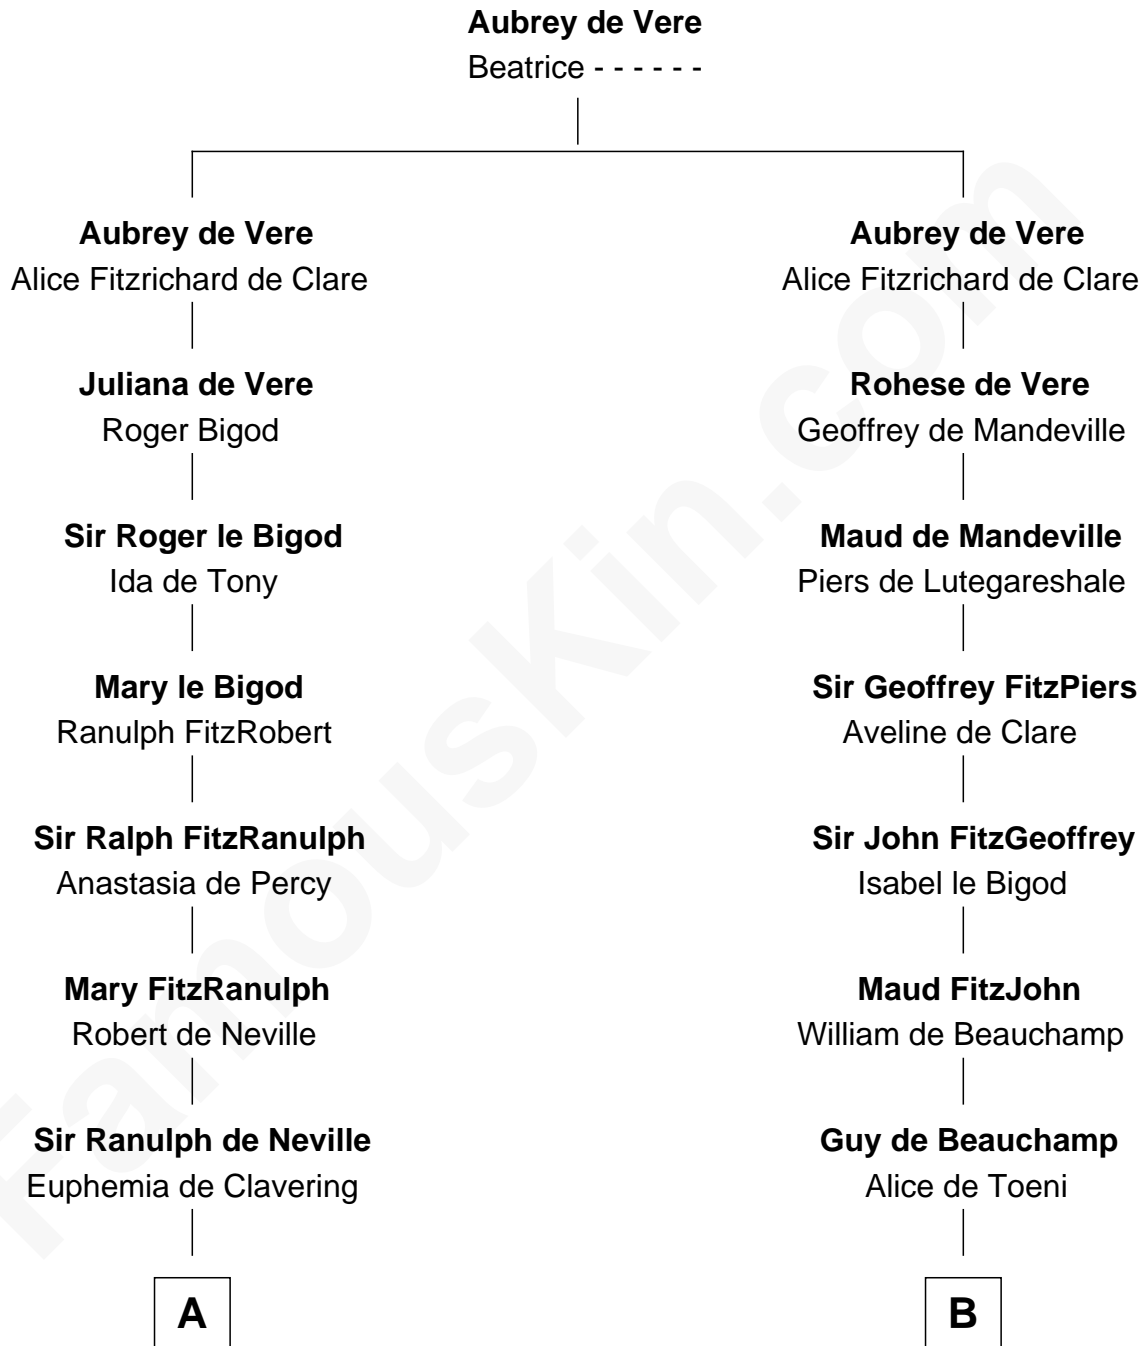 Aubrey de Vere
Beatrice - - - - - -
Aubrey de Vere
Alice Fitzrichard de Clare
Juliana de Vere
Roger Bigod
Sir Roger le Bigod
Ida de Tony
Mary le Bigod
Ranulph FitzRobert
Sir Ralph FitzRanulph
Anastasia de Percy
Mary FitzRanulph
Robert de Neville
Sir Ranulph de Neville
Euphemia de Clavering
A
Aubrey de Vere
Alice Fitzrichard de Clare
Rohese de Vere
Geoffrey de Mandeville
Maud de Mandeville
Piers de Lutegareshale
Sir Geoffrey FitzPiers
Aveline de Clare
Sir John FitzGeoffrey
Isabel le Bigod
Maud FitzJohn
William de Beauchamp
Guy de Beauchamp
Alice de Toeni
B
FamousKin.com